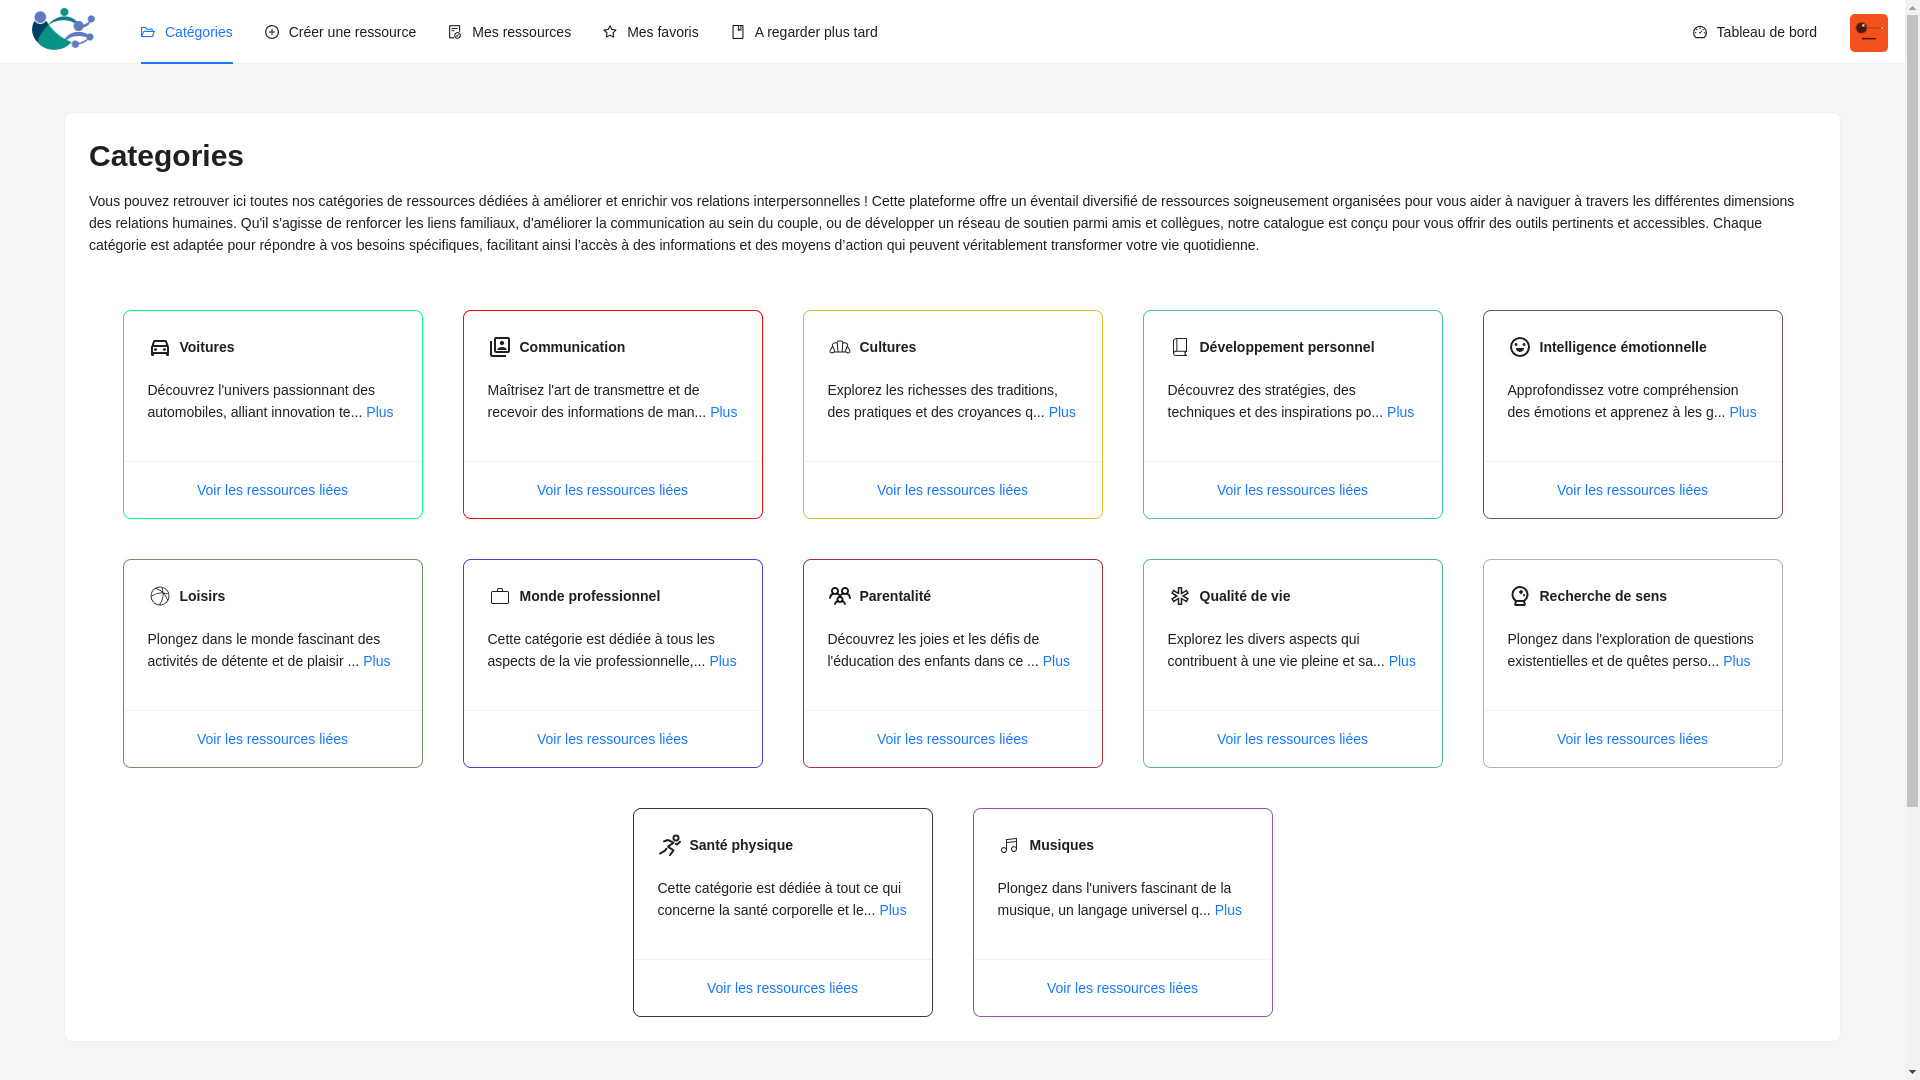 Catégories
Créer une ressource
Mes ressources
Mes favoris
A regarder plus tard
Tableau de bord
Categories
Vous pouvez retrouver ici toutes nos catégories de ressources dédiées à améliorer et enrichir vos relations interpersonnelles ! Cette plateforme offre un éventail diversifié de ressources soigneusement organisées pour vous aider à naviguer à travers les différentes dimensions
des relations humaines. Qu'il s'agisse de renforcer les liens familiaux, d'améliorer la communication au sein du couple, ou de développer un réseau de soutien parmi amis et collègues, notre catalogue est conçu pour vous offrir des outils pertinents et accessibles. Chaque
catégorie est adaptée pour répondre à vos besoins spécifiques, facilitant ainsi l'accès à des informations et des moyens d'action qui peuvent véritablement transformer votre vie quotidienne.
Voitures
Découvrez l'univers passionnant des
automobiles, alliant innovation te... Plus
Voir les ressources liées
Communication
Maîtrisez l'art de transmettre et de
recevoir des informations de man... Plus
Voir les ressources liées
Cultures
Explorez les richesses des traditions,
des pratiques et des croyances q... Plus
Voir les ressources liées
Développement personnel
Découvrez des stratégies, des
techniques et des inspirations po... Plus
Voir les ressources liées
Intelligence émotionnelle
Approfondissez votre compréhension
des émotions et apprenez à les g... Plus
Voir les ressources liées
Loisirs
Plongez dans le monde fascinant des
activités de détente et de plaisir ... Plus
Voir les ressources liées
Monde professionnel
Cette catégorie est dédiée à tous les
aspects de la vie professionnelle,... Plus
Voir les ressources liées
Parentalité
Découvrez les joies et les défis de
l'éducation des enfants dans ce ... Plus
Voir les ressources liées
Qualité de vie
Explorez les divers aspects qui
contribuent à une vie pleine et sa... Plus
Voir les ressources liées
Recherche de sens
Plongez dans l'exploration de questions
existentielles et de quêtes perso... Plus
Voir les ressources liées
Santé physique
Cette catégorie est dédiée à tout ce qui
concerne la santé corporelle et le... Plus
Voir les ressources liées
Musiques
Plongez dans l'univers fascinant de la
musique, un langage universel q... Plus
Voir les ressources liées